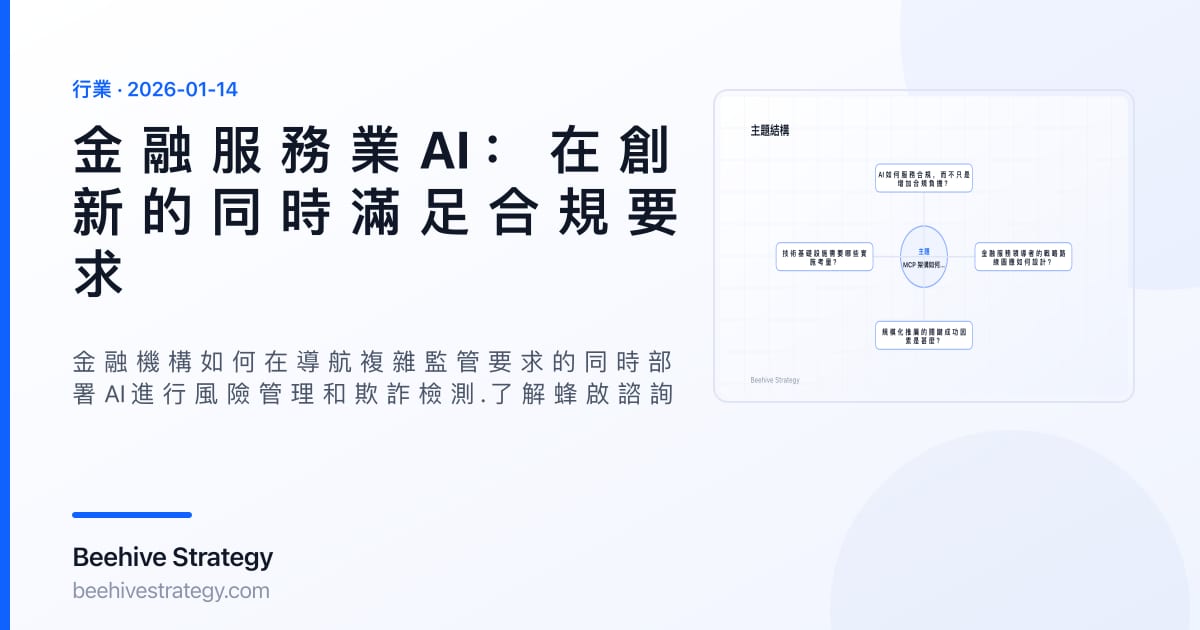 行業 · 2026-01-14
金融服務業AI：在創
新的同時滿足合規要
求
金融機構如何在導航複雜監管要求的同時部
署AI進行風險管理和欺詐檢測.了解蜂啟諮詢
Beehive Strategy
beehivestrategy.com
主題結構
AI如何服務合規，而不只是
增加合規負擔？
技術基礎設施需要哪些實
施考量？
主題
MCP 架構如何...
金融服務領導者的戰略路
線圖應如何設計？
規模化推廣的關鍵成功因
素是甚麼？
Beehive Strategy